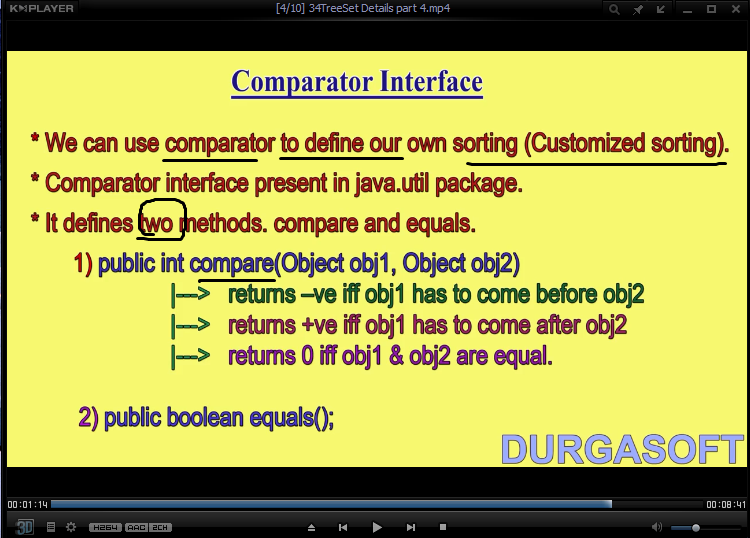 KMPLAYER [4/10] 34TreeSet Details part 4.mp4
Comparator Interface
* We can use comparator to define our own sorting (Customized sorting).
* Comparator interface present in java.util package.
* It defines two methods. compare and equals.
1) public int compare(Object obj1, Object obj2)
|---> returns –ve iff obj1 has to come before obj2
|---> returns +ve iff obj1 has to come after obj2
|---> returns 0 iff obj1 & obj2 are equal.
2) public boolean equals();
DURGASOFT
00:01:14 00:08:41
3D H264 AAC 2CH